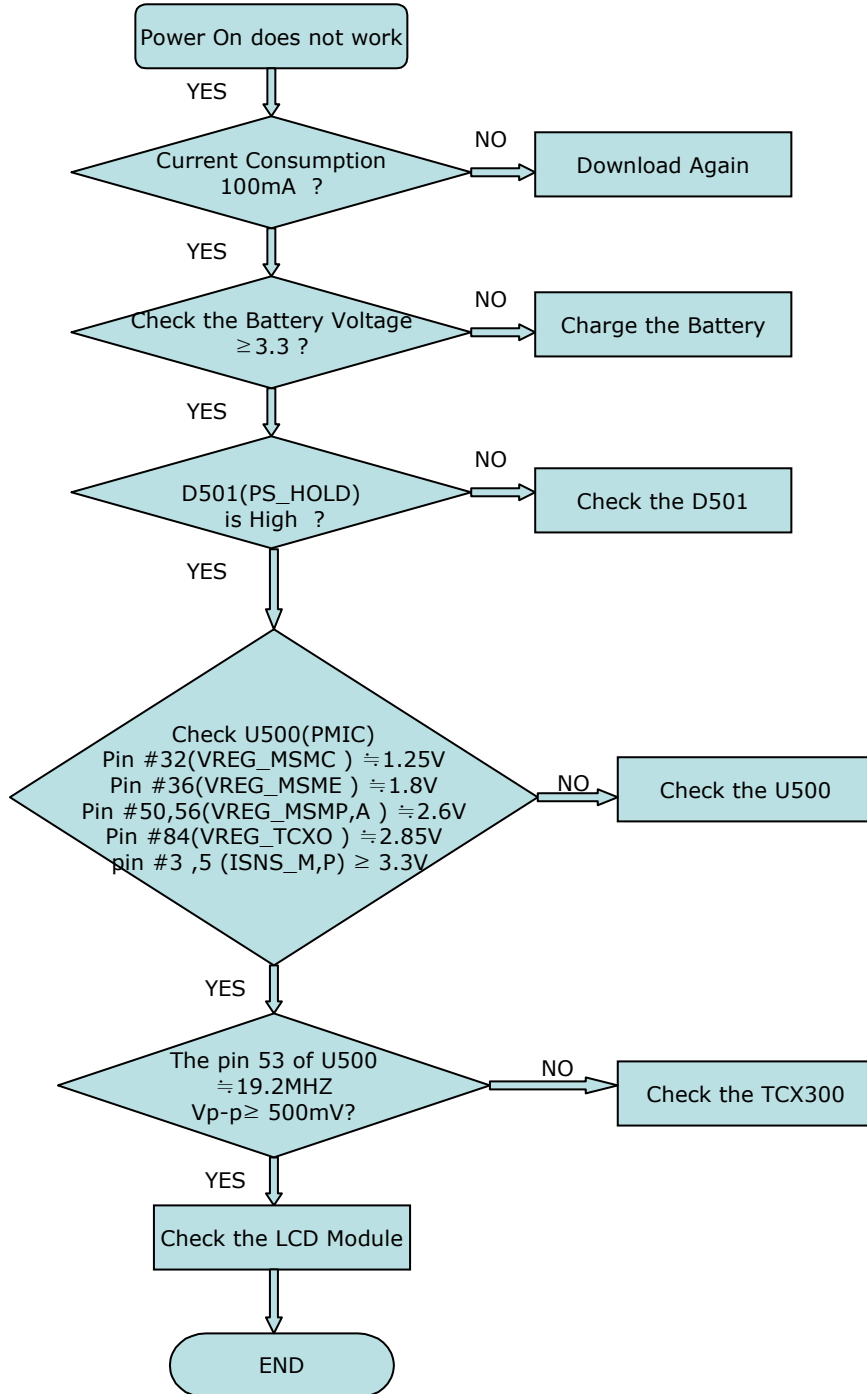 Power On does not work
YES
Current Consumption
100mA ?
NO
Download Again
YES
Check the Battery Voltage
≥3.3 ?
NO
Charge the Battery
YES
D501(PS_HOLD)
is High ?
NO
Check the D501
YES
Check U500(PMIC)
Pin #32(VREG_MSMC ) ≒1.25V
Pin #36(VREG_MSME ) ≒1.8V
Pin #50,56(VREG_MSMP,A ) ≒2.6V
Pin #84(VREG_TCXO ) ≒2.85V
pin #3 ,5 (ISNS_M,P) ≥ 3.3V
NO
Check the U500
YES
The pin 53 of U500
≒19.2MHZ
Vp-p≥ 500mV?
NO
Check the TCX300
YES
Check the LCD Module
END